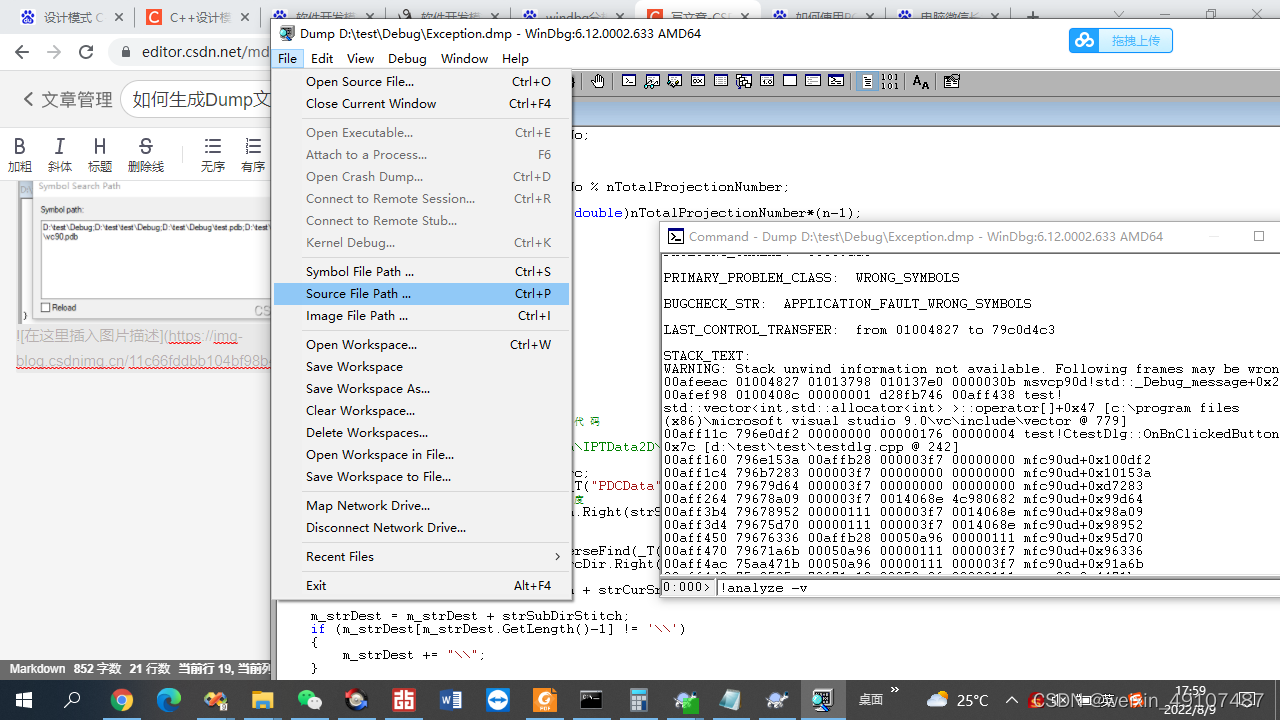 设计模式 C
C++设计模
软件开发模
软件开发模
windbg分
写文章-CS
如何使用P
电脑微信长
editor.csdn.net/md
文章管理
如何生成Dump文
B I H S
加粗 斜体 标题 删除线 无序 有序
Symbol Search Path
Symbol path:
D:\test\Debug;D:\test\test\Debug;D:\test\Debug\test.pdb;D:\test
\vc90.pdb
Reload
![在这里插入图片描述](https://img-
Markdown 852 字数 21 行数 当前行 19, 当前列
Dump D:\test\Debug\Exception.dmp - WinDbg:6.12.0002.633 AMD64
拖拽上传
File Edit View Debug Window Help
Open Source File... Ctrl+O
Close Current Window Ctrl+F4
Open Executable... Ctrl+E
Attach to a Process... F6
Open Crash Dump... Ctrl+D
Connect to Remote Session... Ctrl+R
Connect to Remote Stub...
Kernel Debug... Ctrl+K
Symbol File Path ... Ctrl+S
Source File Path ... Ctrl+P
Image File Path ... Ctrl+I
Open Workspace... Ctrl+W
Save Workspace
Save Workspace As...
Clear Workspace...
Delete Workspaces...
Open Workspace in File...
Save Workspace to File...
Map Network Drive...
Disconnect Network Drive...
Recent Files
Exit Alt+F4
o;
o % nTotalProjectionNumber;
double)nTotalProjectionNumber*(n-1);
代 码
\IPTData2D\
c;
T("PDCData"
度
.Right(strS
erseFind(_T(
cDir.Right(
+ strCurSr
m_strDest = m_strDest + strSubDirStitch;
if (m_strDest[m_strDest.GetLength()-1] != '\\')
{
m_strDest += "\\";
}
Command - Dump D:\test\Debug\Exception.dmp - WinDbg:6.12.0002.633 AMD64
PRIMARY_PROBLEM_CLASS: WRONG_SYMBOLS
BUGCHECK_STR: APPLICATION_FAULT_WRONG_SYMBOLS
LAST_CONTROL_TRANSFER: from 01004827 to 79c0d4c3
STACK_TEXT:
WARNING: Stack unwind information not available. Following frames may be wron
00afeeac 01004827 01013798 010137e0 0000030b msvcp90d!std::_Debug_message+0x2
00afef98 0100408c 00000001 d28fb746 00aff438 test!
std::vector<int,std::allocator<int> >::operator[]+0x47 [c:\program files
(x86)\microsoft visual studio 9.0\vc\include\vector @ 779]
00aff11c 796e0df2 00000000 00000176 00000004 test!CtestDlg::OnBnClickedButton
0x7c [d:\test\test\testdlg.cpp @ 242]
00aff160 796e153a 00affb28 000003f7 00000000 mfc90ud+0x100df2
00aff1c4 796b7283 000003f7 00000000 00000000 mfc90ud+0x10153a
00aff200 79679d64 000003f7 00000000 00000000 mfc90ud+0xd7283
00aff264 79678a09 000003f7 0014068e 4c980688 mfc90ud+0x99d64
00aff3b4 79678952 00000111 000003f7 0014068e mfc90ud+0x98a09
00aff3d4 79675d70 00000111 000003f7 0014068e mfc90ud+0x98952
00aff450 79676336 00affb28 00050a96 00000111 mfc90ud+0x95d70
00aff470 79671a6b 00050a96 00000111 000003f7 mfc90ud+0x96336
00aff4ac 75aa471b 00050a96 00000111 000003f7 mfc90ud+0x91a6b
0:000> !analyze -v
桌面
25°C
英
17:59
2022/8/9